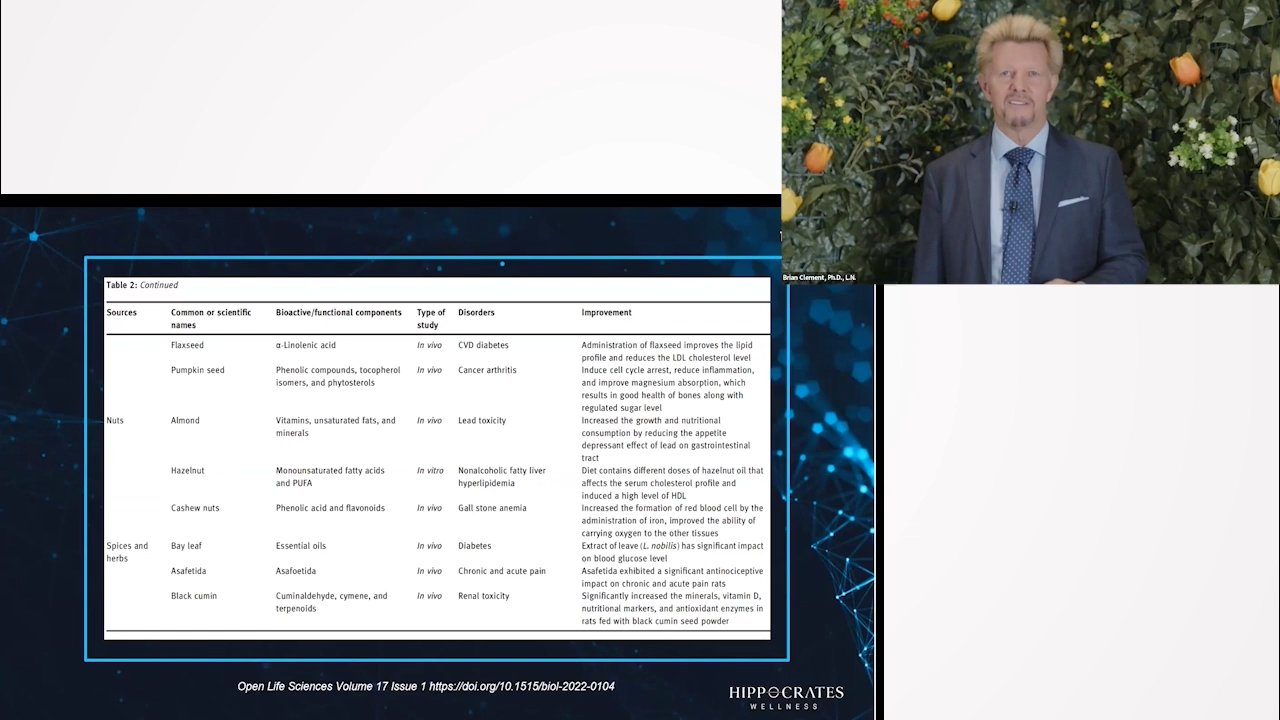 Brian Clement, Ph.D., L.N.
Table 2: Continued
Sources Common or scientific names Bioactive/functional components Type of study Disorders Improvement
Flaxseed α-Linolenic acid In vivo CVD diabetes Administration of flaxseed improves the lipid profile and reduces the LDL cholesterol level
Pumpkin seed Phenolic compounds, tocopherol isomers, and phytosterols In vivo Cancer arthritis Induce cell cycle arrest, reduce inflammation, and improve magnesium absorption, which results in good health of bones along with regulated sugar level
Nuts Almond Vitamins, unsaturated fats, and minerals In vivo Lead toxicity Increased the growth and nutritional consumption by reducing the appetite depressant effect of lead on gastrointestinal tract
Hazelnut Monounsaturated fatty acids and PUFA In vitro Nonalcoholic fatty liver hyperlipidemia Diet contains different doses of hazelnut oil that affects the serum cholesterol profile and induced a high level of HDL
Cashew nuts Phenolic acid and flavonoids In vivo Gall stone anemia Increased the formation of red blood cell by the administration of iron, improved the ability of carrying oxygen to the other tissues
Spices and herbs Bay leaf Essential oils In vivo Diabetes Extract of leave (L. nobilis) has significant impact on blood glucose level
Asafetida Asafoetida In vivo Chronic and acute pain Asafetida exhibited a significant antinociceptive impact on chronic and acute pain rats
Black cumin Cuminaldehyde, cymene, and terpenoids In vivo Renal toxicity Significantly increased the minerals, vitamin D, nutritional markers, and antioxidant enzymes in rats fed with black cumin seed powder
Open Life Sciences Volume 17 Issue 1 https://doi.org/10.1515/biol-2022-0104
HIPPOCRATES
WELLNESS